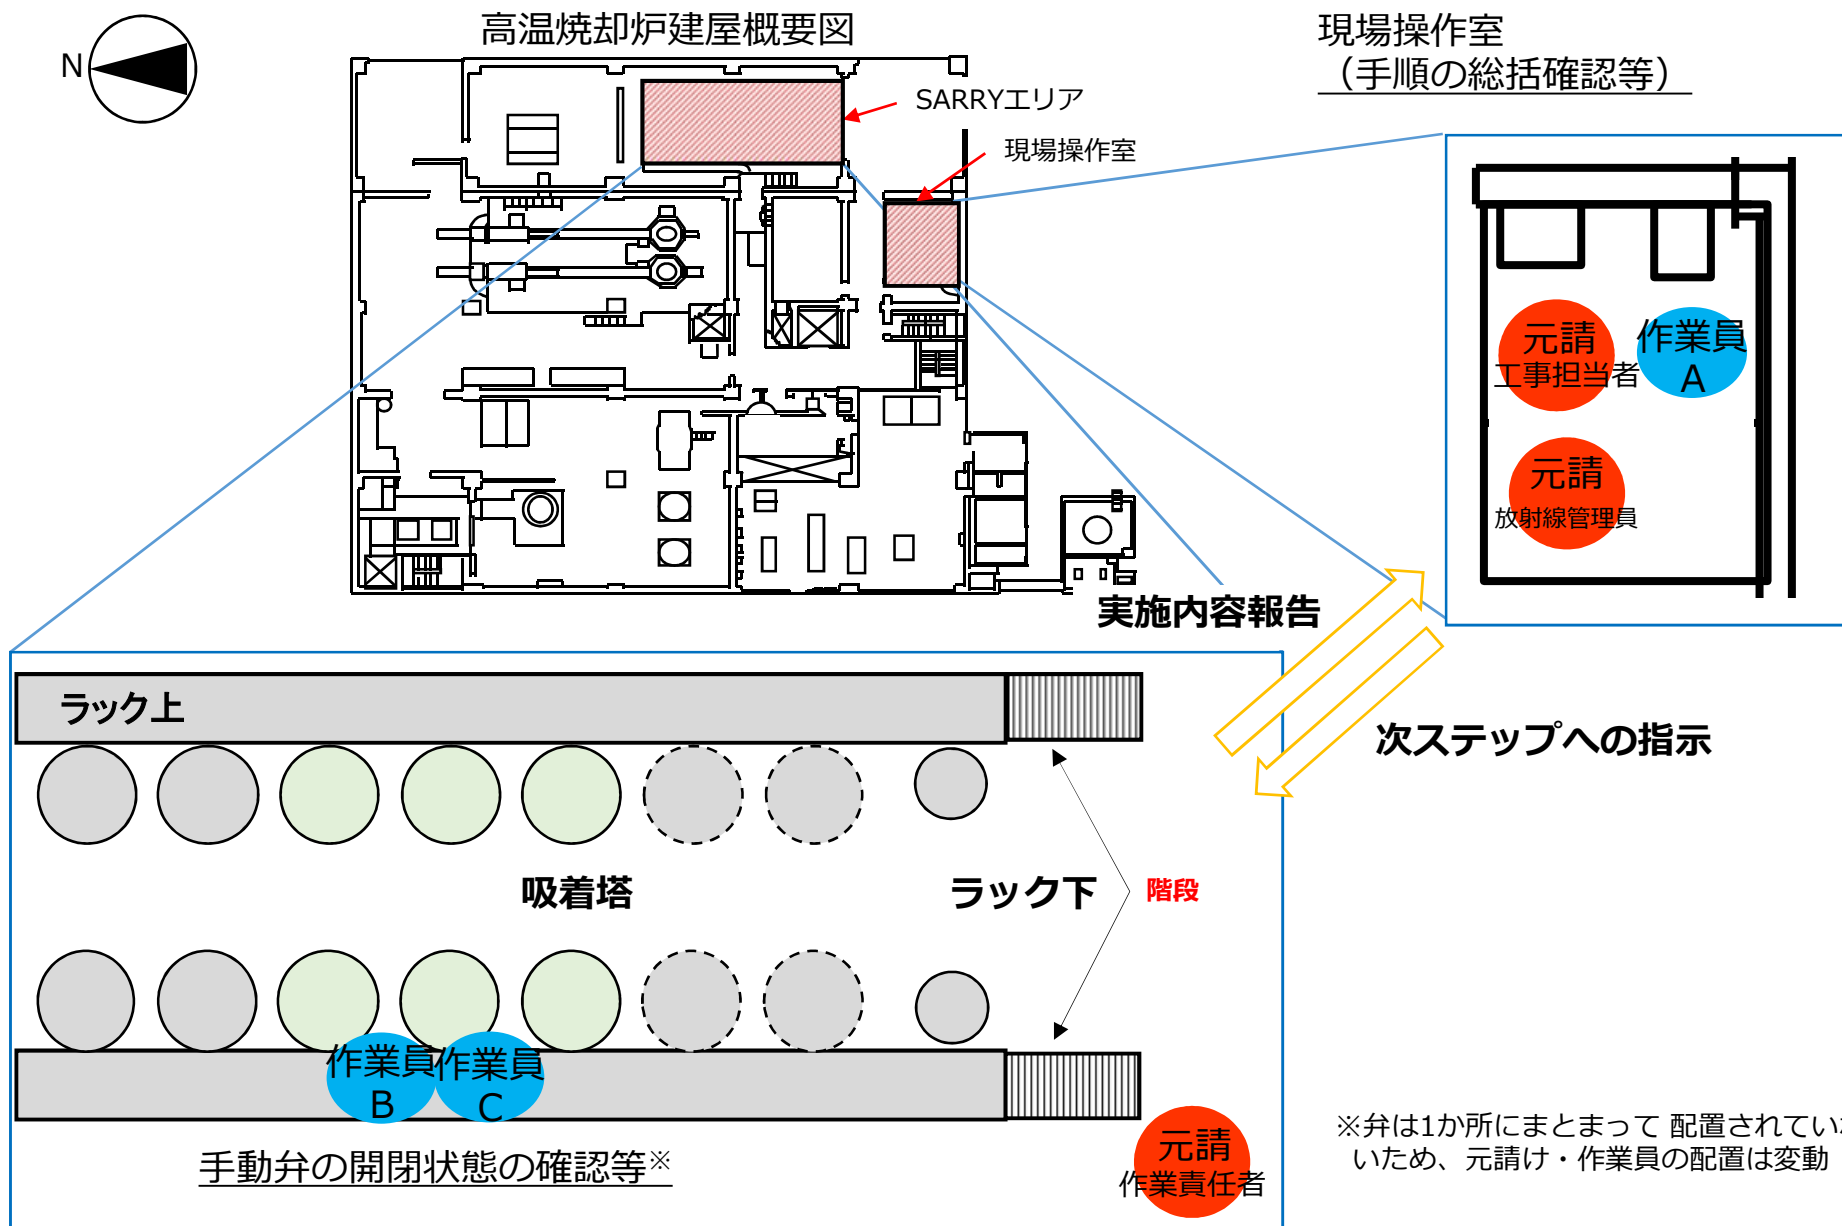 高温焼却炉建屋概要図
現場操作室
（手順の総括確認等）
N
SARRYエリア
現場操作室
元請
工事担当者
作業員
A
元請
放射線管理員
実施内容報告
次ステップへの指示
ラック上
吸着塔
ラック下
階段
作業員
B
作業員
C
手動弁の開閉状態の確認等※
元請
作業責任者
※弁は1か所にまとまって 配置されてい
いため、元請け・作業員の配置は変動